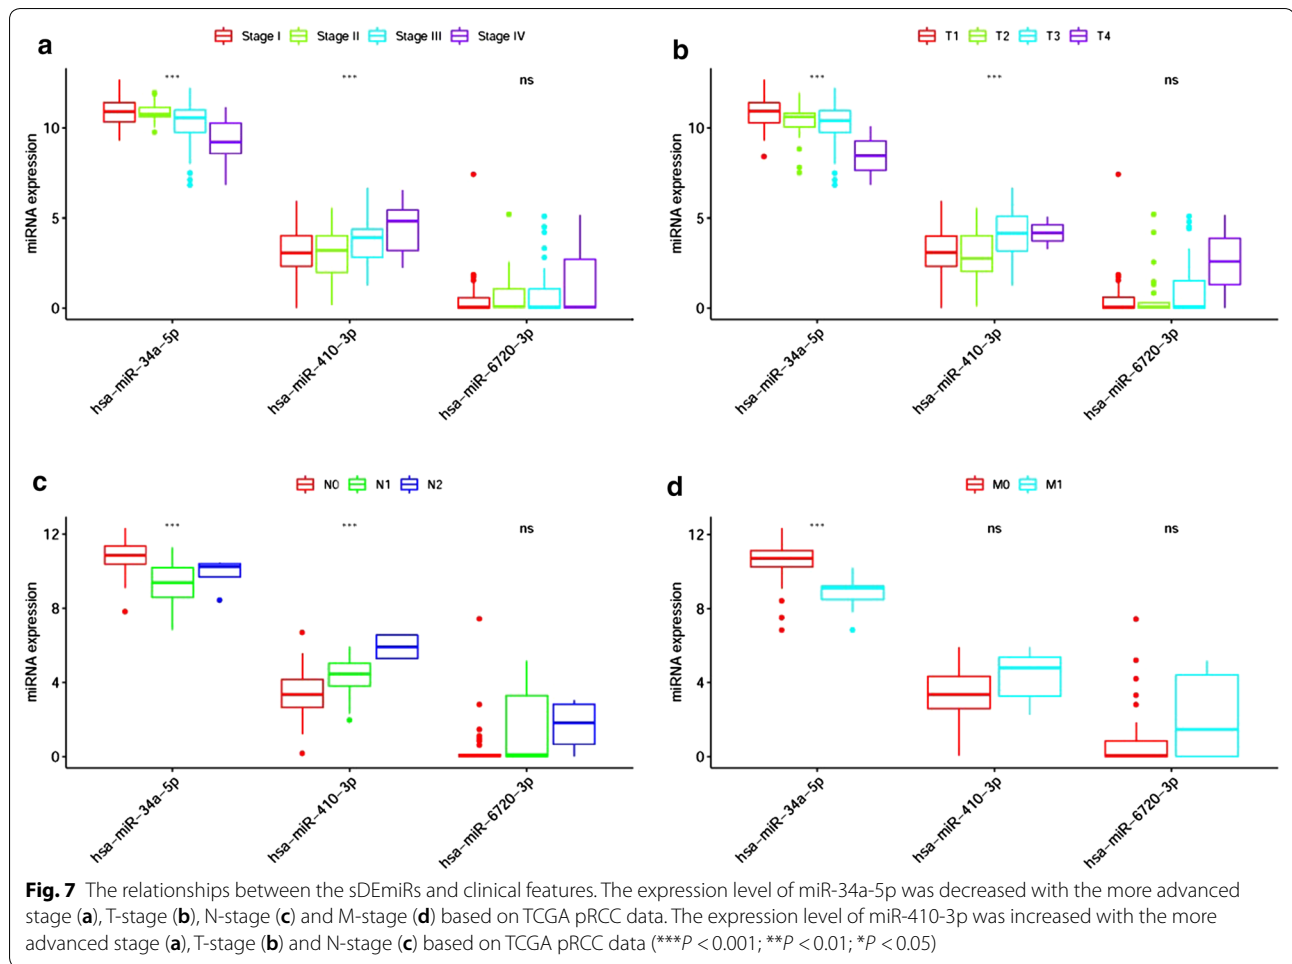 a
Stage I Stage II Stage III Stage IV
miRNA expression
10
5
0
*** *** ns
hsa-miR-34a-5p
hsa-miR-410-3p
hsa-miR-6720-3p
b
T1 T2 T3 T4
miRNA expression
10
5
0
*** *** ns
hsa-miR-34a-5p
hsa-miR-410-3p
hsa-miR-6720-3p
c
N0 N1 N2
miRNA expression
12
8
4
0
*** *** ns
hsa-miR-34a-5p
hsa-miR-410-3p
hsa-miR-6720-3p
d
M0 M1
miRNA expression
12
8
4
0
*** ns ns
hsa-miR-34a-5p
hsa-miR-410-3p
hsa-miR-6720-3p
Fig. 7 The relationships between the sDEmiRs and clinical features. The expression level of miR-34a-5p was decreased with the more advanced
stage (a), T-stage (b), N-stage (c) and M-stage (d) based on TCGA pRCC data. The expression level of miR-410-3p was increased with the more
advanced stage (a), T-stage (b) and N-stage (c) based on TCGA pRCC data (***P < 0.001; **P < 0.01; *P < 0.05)